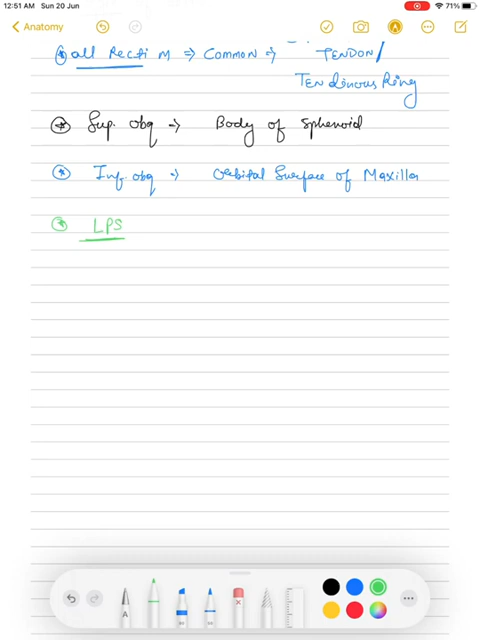 12:51 AM Sun 20 Jun 71%
Anatomy
all Recti M ⇒ COMMON → TENDON/
TENdinous Ring
Sup. obq → Body of sphenoid
Inf. obq → Orbital Surface of Maxilla
LPS
A